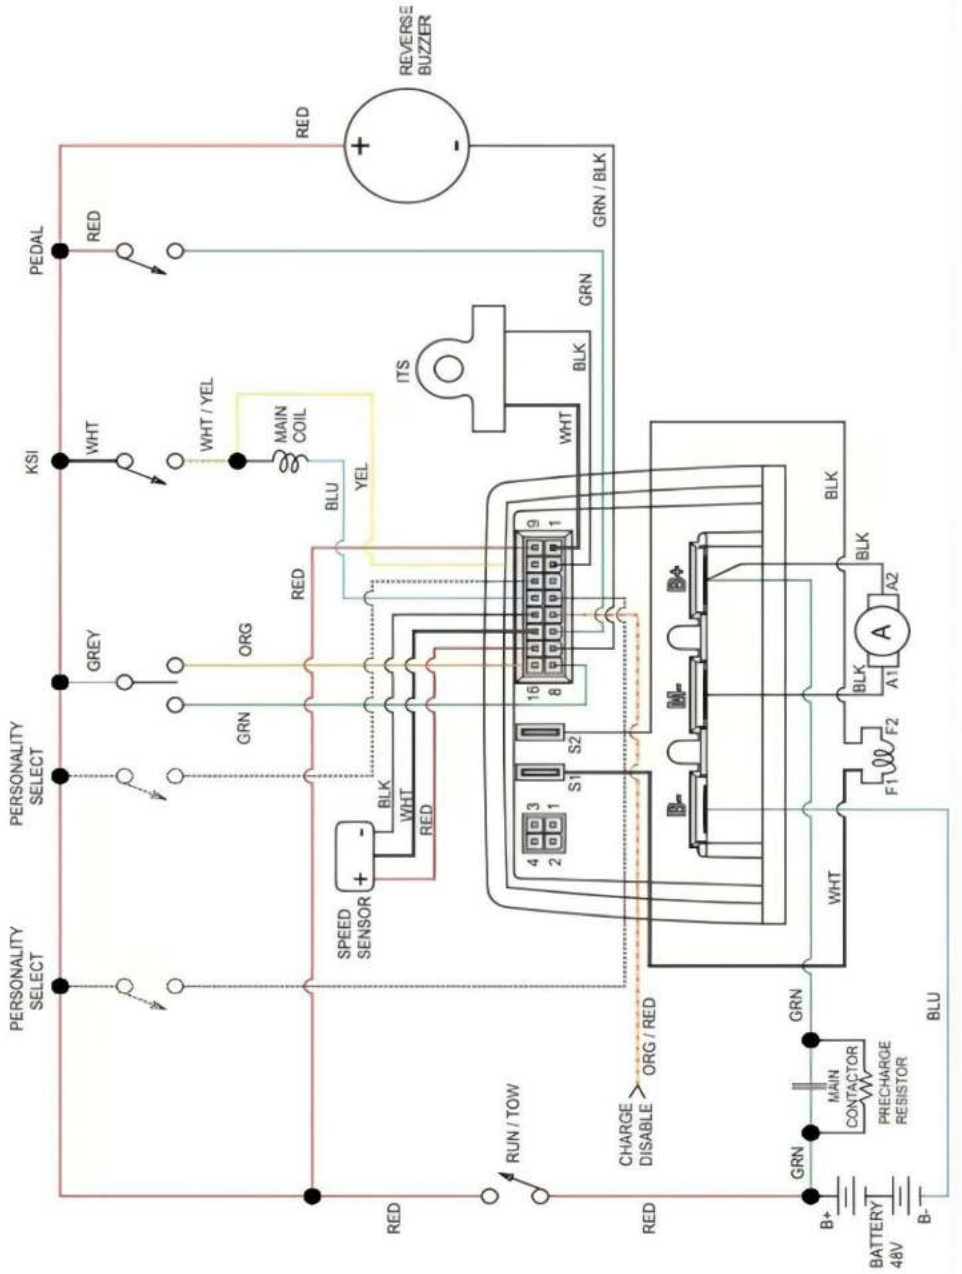 REVERSE
BUZZER
RED
+
-
GRN / BLK
PEDAL
RED
GRN
ITS
BLK
WHT
KSI
WHT
WHT / YEL
MAIN
COIL
BLU
YEL
RED
GREY
ORG
GRN
PERSONALITY
SELECT
BLK
WHT
RED
-
+
SPEED
SENSOR
PERSONALITY
SELECT
9
1
16
8
S2
S1
3
1
4
2
B+
M-
B-
BLK
BLK
A2
A
A1
BLK
F2
F1
WHT
ORG / RED
CHARGE
DISABLE
RUN / TOW
RED
RED
GRN
MAIN
CONTACTOR
PRECHARGE
RESISTOR
GRN
BLU
B+
BATTERY
48V
B-